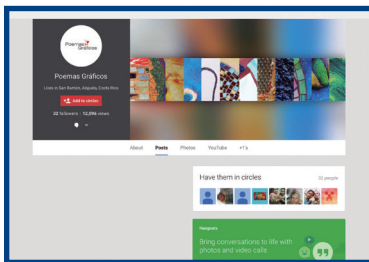 Poemas
Gráficos
Poemas Gráficos
Lives in San Ramon, Alajuela, Costa Rica
Add to circles
32 followers | 12,096 views
About Posts Photos YouTube +1's
Have them in circles
32 people
Hangouts
Bring conversations to life with
photos and video calls